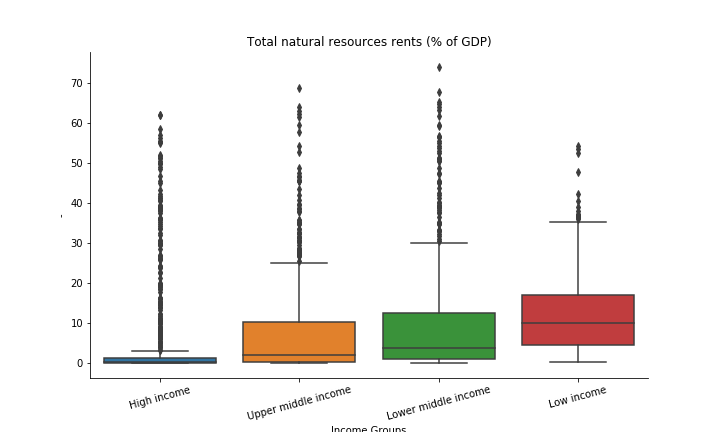 Total natural resources rents (% of GDP)
70
60
50
40
30
20
10
0
-
High income
Upper middle income
Lower middle income
Low income
Income Groups